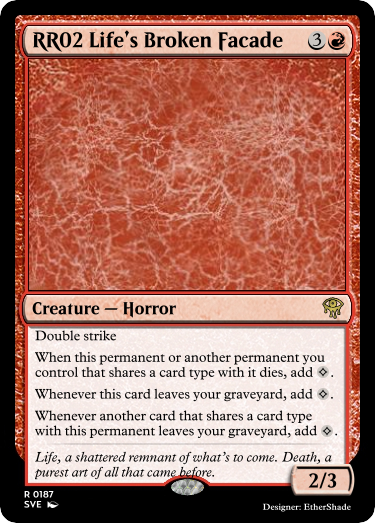 RR02 Life's Broken Facade 3
Creature — Horror
Double strike
When this permanent or another permanent you
control that shares a card type with it dies, add .
Whenever this card leaves your graveyard, add .
Whenever another card that shares a card type
with this permanent leaves your graveyard, add .
Life, a shattered remnant of what's to come. Death, a
purest art of all that came before.
2/3
R 0187
SVE
Designer: EtherShade